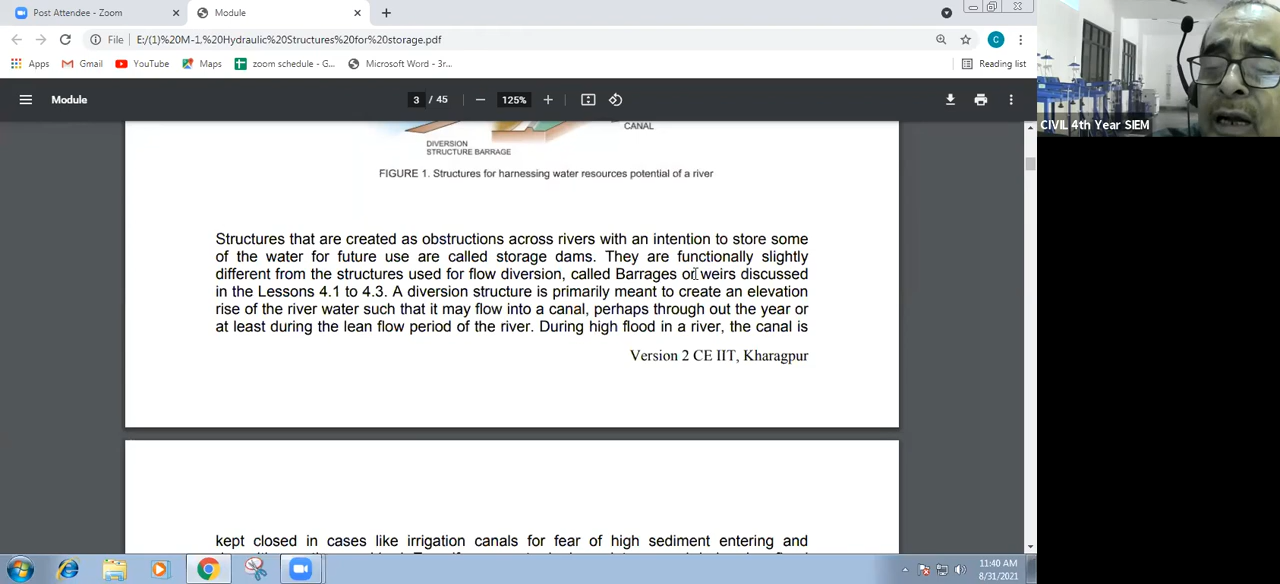 Post Attendee - Zoom
Module
File
E:/(1)%20M-1.%20Hydraulic%20Structures%20for%20storage.pdf
C
Apps
Gmail
YouTube
Maps
zoom schedule - G...
Microsoft Word - 3r...
Reading list
Module
3 / 45
125%
CIVIL 4th Year SIEM
CANAL
DIVERSION
STRUCTURE BARRAGE
FIGURE 1. Structures for harnessing water resources potential of a river
Structures that are created as obstructions across rivers with an intention to store some
of the water for future use are called storage dams. They are functionally slightly
different from the structures used for flow diversion, called Barrages or weirs discussed
in the Lessons 4.1 to 4.3. A diversion structure is primarily meant to create an elevation
rise of the river water such that it may flow into a canal, perhaps through out the year or
at least during the lean flow period of the river. During high flood in a river, the canal is
Version 2 CE IIT, Kharagpur
kept closed in cases like irrigation canals for fear of high sediment entering and
11:40 AM
8/31/2021